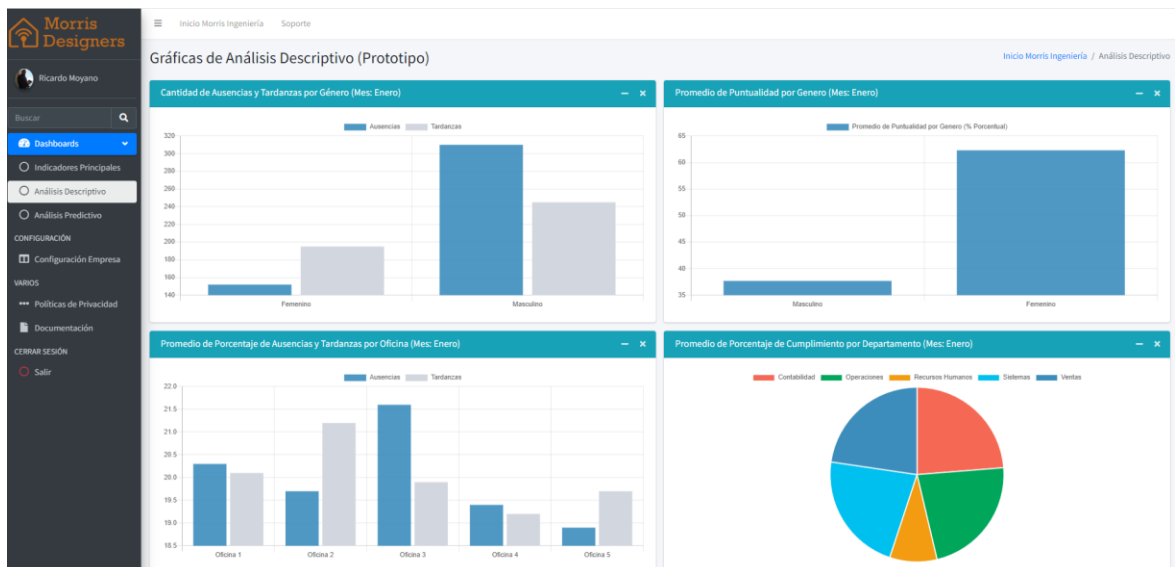 Morris
Designers
Ricardo Moyano
Buscar
Dashboards
Indicadores Principales
Análisis Descriptivo
Análisis Predictivo
CONFIGURACIÓN
Configuración Empresa
VARIOS
Políticas de Privacidad
Documentación
CERRAR SESIÓN
Salir
Inicio Morris Ingeniería Soporte
Gráficas de Análisis Descriptivo (Prototipo)
Inicio Morris Ingeniería / Análisis Descriptivo
Cantidad de Ausencias y Tardanzas por Género (Mes: Enero)
Ausencias Tardanzas
320
300
280
260
240
220
200
180
160
140
Femenino Masculino
Promedio de Puntualidad por Genero (Mes: Enero)
Promedio de Puntualidad por Genero (% Porcentual)
65
60
55
50
45
40
35
Masculino Femenino
Promedio de Porcentaje de Ausencias y Tardanzas por Oficina (Mes: Enero)
Ausencias Tardanzas
22.0
21.5
21.0
20.5
20.0
19.5
19.0
18.5
Oficina 1 Oficina 2 Oficina 3 Oficina 4 Oficina 5
Promedio de Porcentaje de Cumplimiento por Departamento (Mes: Enero)
Contabilidad Operaciones Recursos Humanos Sistemas Ventas